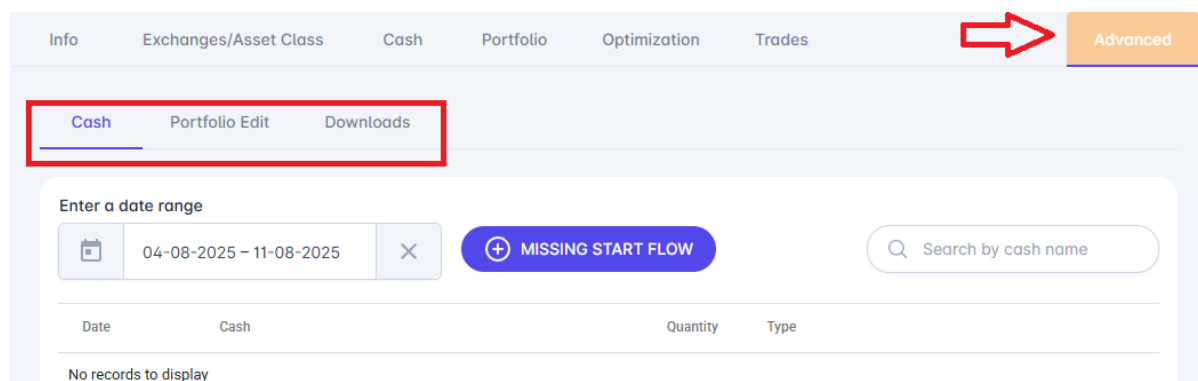 Info Exchanges/Asset Class Cash Portfolio Optimization Trades Advanced
Cash Portfolio Edit Downloads
Enter a date range
04-08-2025 – 11-08-2025 MISSING START FLOW Search by cash name
Date Cash Quantity Type
No records to display